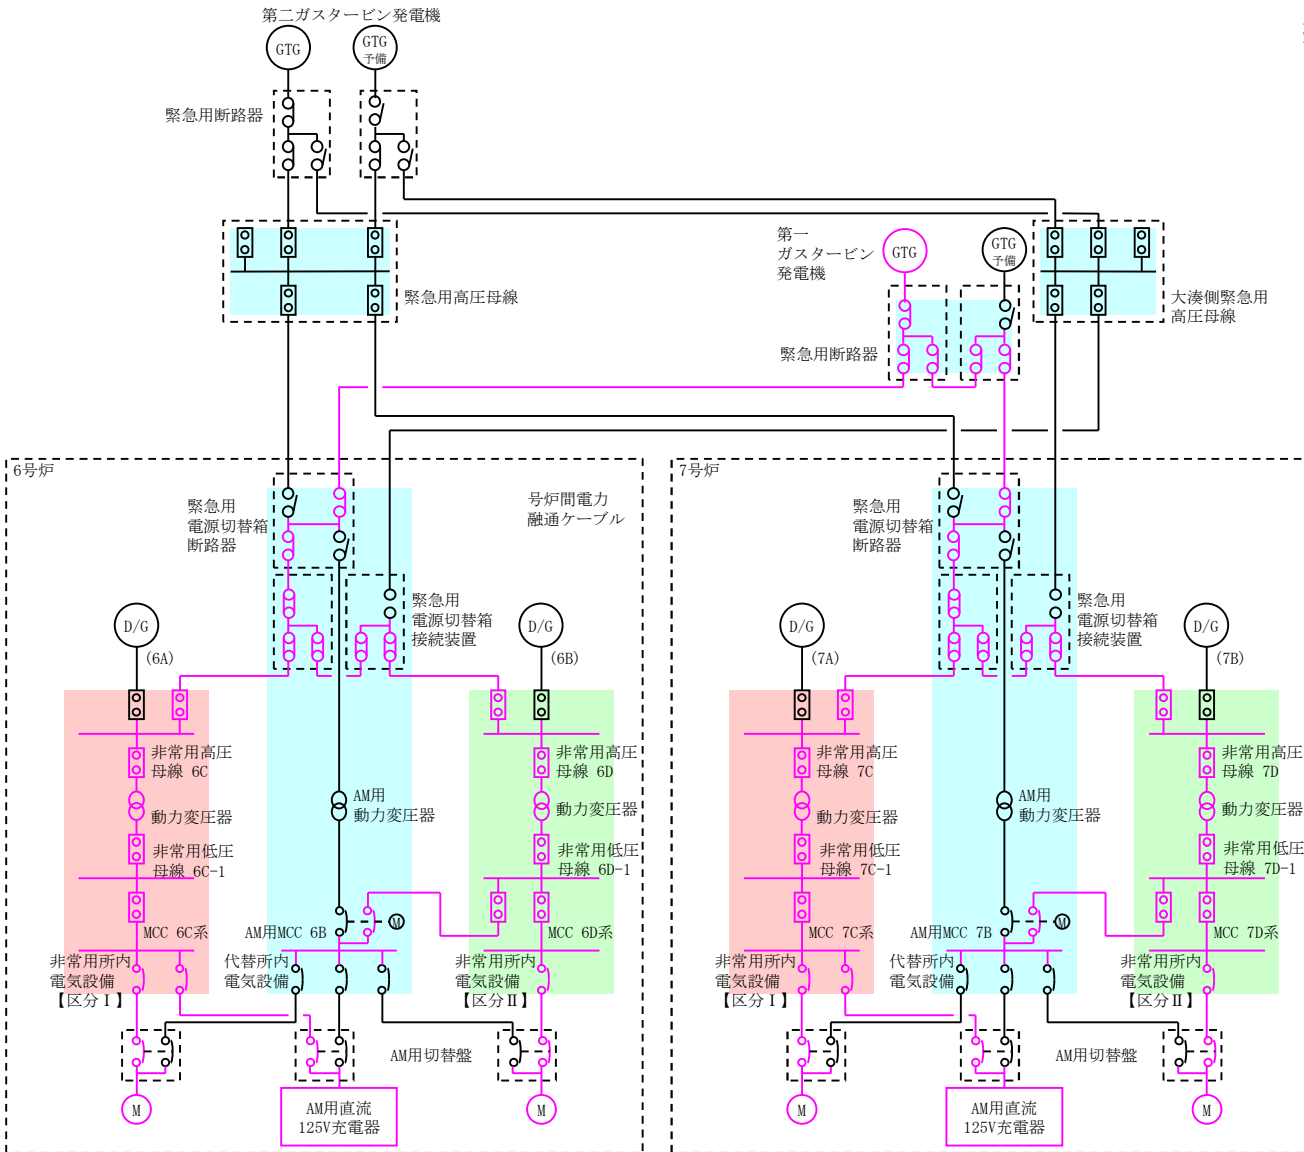 第二ガスタービン発電機
GTG
GTG
予備
緊急用断路器
緊急用高圧母線
第一
ガスタービン
発電機
GTG
GTG
予備
緊急用断路器
大湊側緊急用
高圧母線
6号炉
緊急用
電源切替箱
断路器
号炉間電力
融通ケーブル
緊急用
電源切替箱
接続装置
D/G
(6A)
D/G
(6B)
非常用高圧
母線 6C
動力変圧器
非常用低圧
母線 6C-1
MCC 6C系
非常用所内
電気設備
【区分Ⅰ】
AM用
動力変圧器
AM用MCC 6B
代替所内
電気設備
M
非常用高圧
母線 6D
動力変圧器
非常用低圧
母線 6D-1
MCC 6D系
非常用所内
電気設備
【区分Ⅱ】
AM用切替盤
M
AM用直流
125V充電器
M
7号炉
緊急用
電源切替箱
断路器
緊急用
電源切替箱
接続装置
D/G
(7A)
D/G
(7B)
非常用高圧
母線 7C
動力変圧器
非常用低圧
母線 7C-1
MCC 7C系
非常用所内
電気設備
【区分Ⅰ】
AM用
動力変圧器
AM用MCC 7B
代替所内
電気設備
M
非常用高圧
母線 7D
動力変圧器
非常用低圧
母線 7D-1
MCC 7D系
非常用所内
電気設備
【区分Ⅱ】
AM用切替盤
M
AM用直流
125V充電器
M